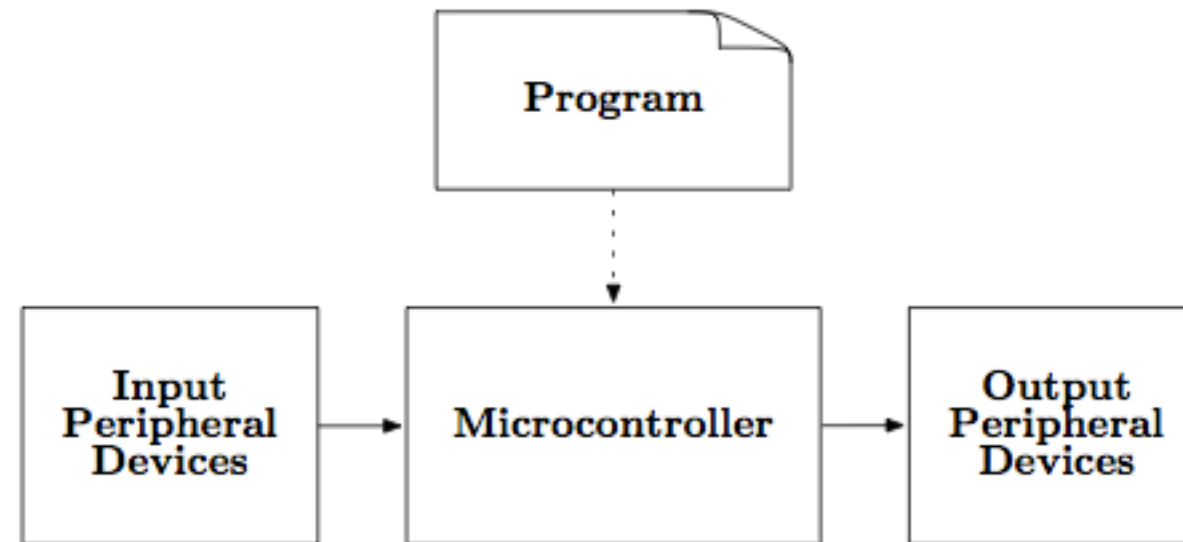 Program
Input
Peripheral
Devices
Microcontroller
Output
Peripheral
Devices